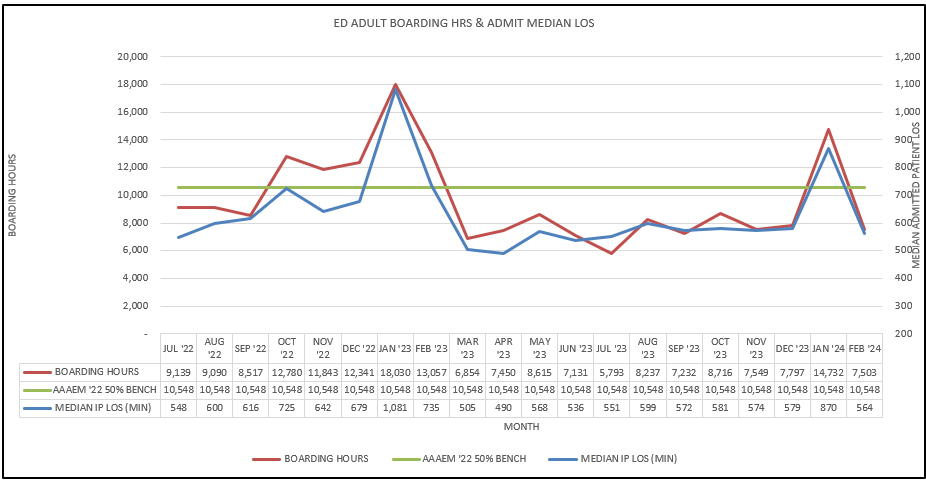 ED ADULT BOARDING HRS & ADMIT MEDIAN LOS
BOARDING HOURS
20,000
18,000
16,000
14,000
12,000
10,000
8,000
6,000
4,000
2,000
-
1,200
1,100
1,000
900
800
700
600
500
400
300
200
MEDIAN ADMITTED PATIENT LOS
JUL '22 AUG '22 SEP '22 OCT '22 NOV '22 DEC '22 JAN '23 FEB '23 MAR '23 APR '23 MAY '23 JUN '23 JUL '23 AUG '23 SEP '23 OCT '23 NOV '23 DEC '23 JAN '24 FEB '24
BOARDING HOURS 9,139 9,090 8,517 12,780 11,843 12,341 18,030 13,057 6,854 7,450 8,615 7,131 5,793 8,237 7,232 8,716 7,549 7,797 14,732 7,503
AAAEM '22 50% BENCH 10,548 10,548 10,548 10,548 10,548 10,548 10,548 10,548 10,548 10,548 10,548 10,548 10,548 10,548 10,548 10,548 10,548 10,548 10,548 10,548
MEDIAN IP LOS (MIN) 548 600 616 725 642 679 1,081 735 505 490 568 536 551 599 572 581 574 579 870 564
MONTH
BOARDING HOURS AAAEM '22 50% BENCH MEDIAN IP LOS (MIN)